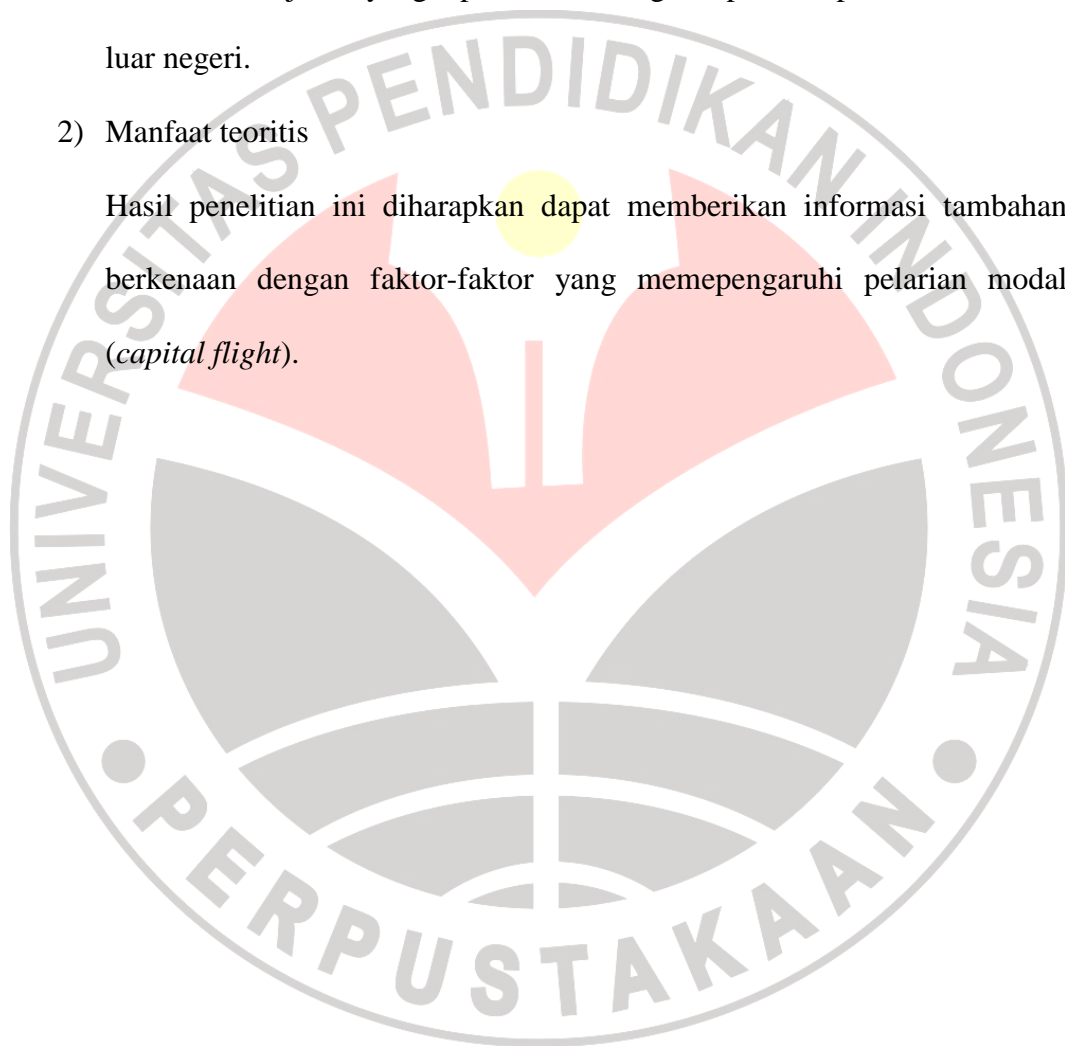 luar negeri.
2) Manfaat teoritis
Hasil penelitian ini diharapkan dapat memberikan informasi tambahan
berkenaan dengan faktor-faktor yang memepengaruhi pelarian modal
(capital flight).
UNIVERSITAS PENDIDIKAN INDONESIA
PERPUSTAKAAN